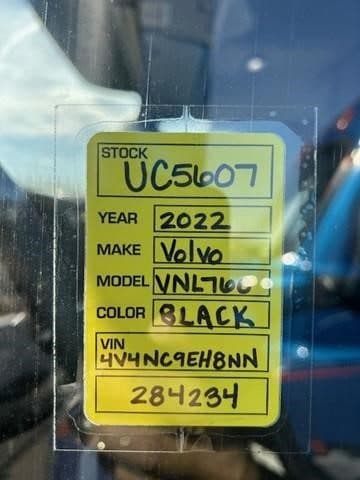 STOCK
UC5607
YEAR 2022
MAKE Volvo
MODEL VNL760
COLOR BLACK
VIN
4V4NC9EH8NN
284234